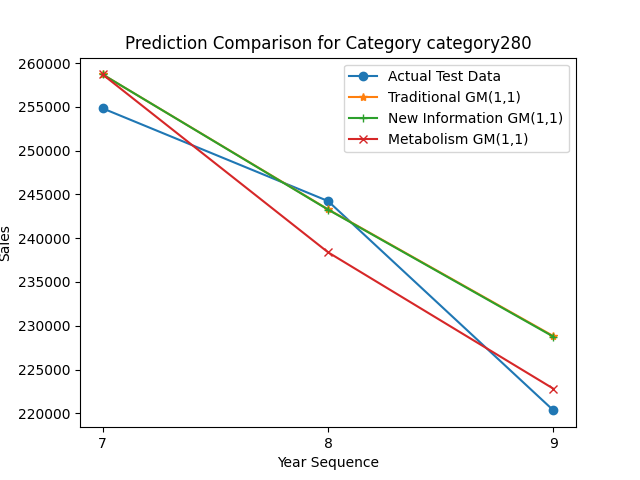 Prediction Comparison for Category category280
260000
255000
250000
245000
240000
235000
230000
225000
220000
Sales
Actual Test Data
Traditional GM(1,1)
New Information GM(1,1)
Metabolism GM(1,1)
7 8 9
Year Sequence